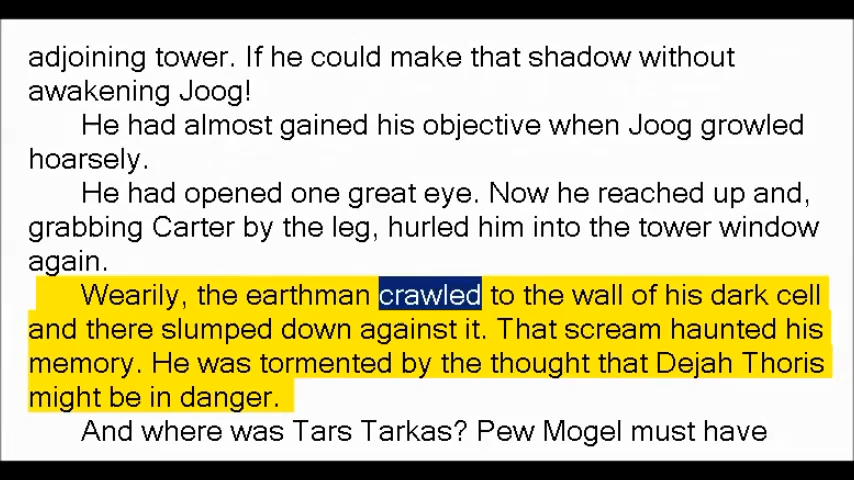 adjoining tower. If he could make that shadow without
awakening Joog!
He had almost gained his objective when Joog growled
hoarsely.
He had opened one great eye. Now he reached up and,
grabbing Carter by the leg, hurled him into the tower window
again.
Wearily, the earthman crawled to the wall of his dark cell
and there slumped down against it. That scream haunted his
memory. He was tormented by the thought that Dejah Thoris
might be in danger.
And where was Tars Tarkas? Pew Mogel must have